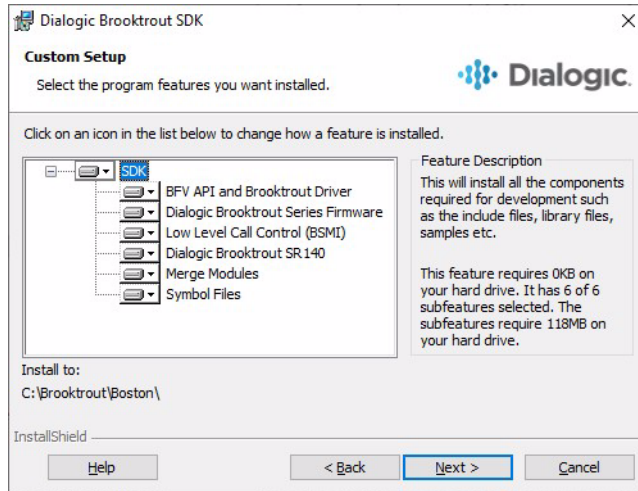 Dialogic Brooktrout SDK
Custom Setup
Select the program features you want installed.
Dialogic.
Click on an icon in the list below to change how a feature is installed.
SDK
BFV API and Brooktrout Driver
Dialogic Brooktrout Series Firmware
Low Level Call Control (BSMI)
Dialogic Brooktrout SR140
Merge Modules
Symbol Files
Feature Description
This will install all the components
required for development such
as the include files, library files,
samples etc.
This feature requires 0KB on
your hard drive. It has 6 of 6
subfeatures selected. The
subfeatures require 118MB on
your hard drive.
Install to:
C:\Brooktrout\Boston\
InstallShield
Help
< Back
Next >
Cancel